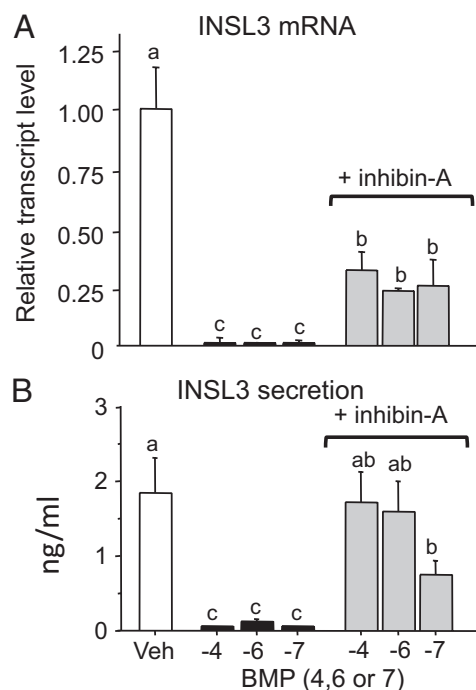 A
INSL3 mRNA
Relative transcript level
1.25
1.00
0.75
0.50
0.25
0
a
c c c
+ inhibin-A
b b b
B
INSL3 secretion
ng/ml
3
2
1
0
a
c c c
+ inhibin-A
ab ab b
Veh -4 -6 -7 -4 -6 -7
BMP (4,6 or 7)